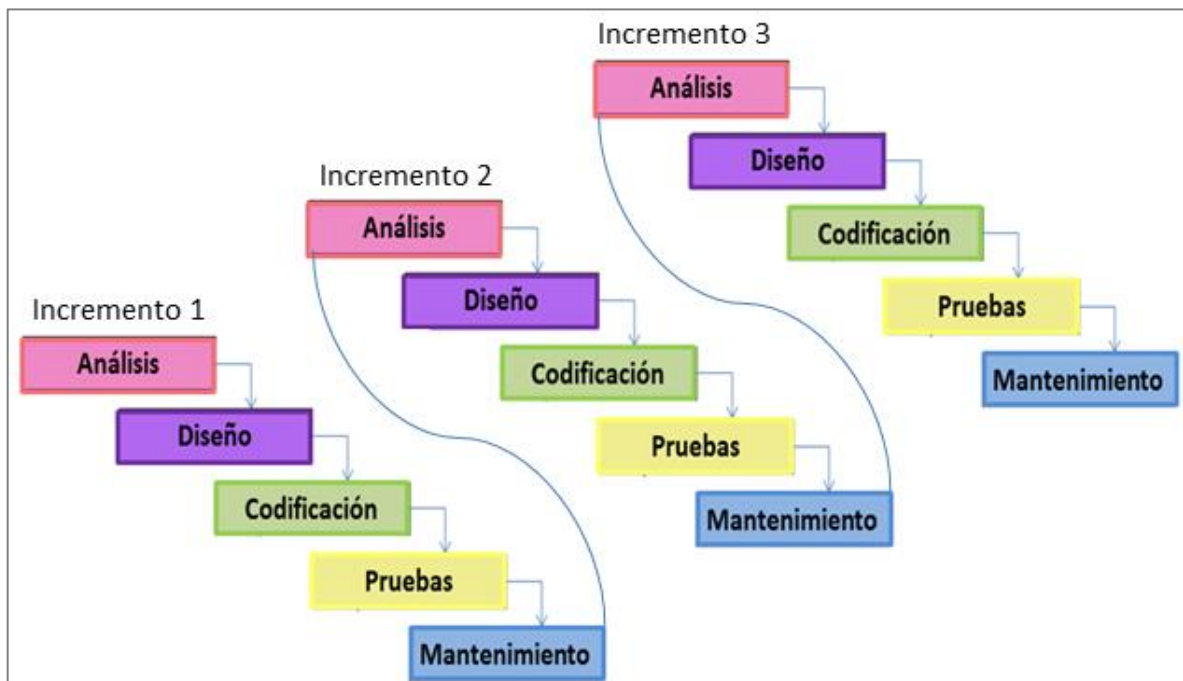 Incremento 1
Análisis
Diseño
Codificación
Pruebas
Mantenimiento
Incremento 2
Análisis
Diseño
Codificación
Pruebas
Mantenimiento
Incremento 3
Análisis
Diseño
Codificación
Pruebas
Mantenimiento